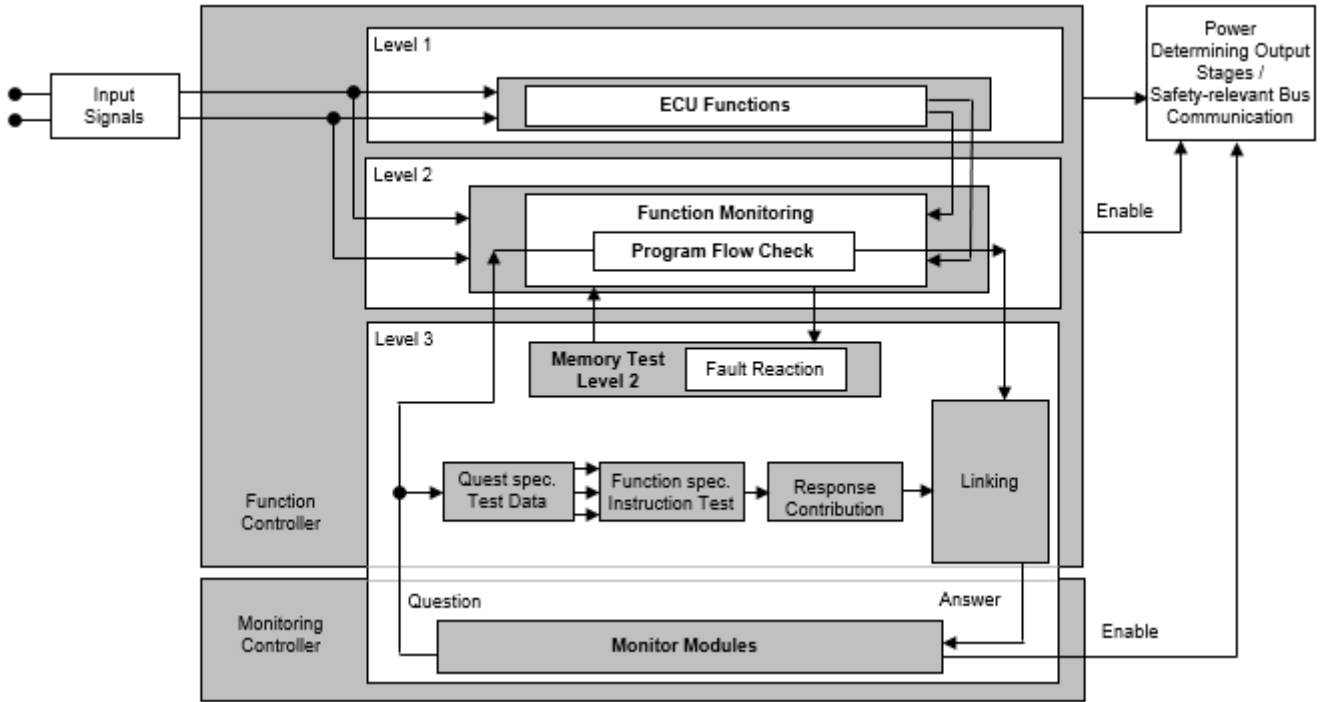 Level 1
Input
Signals
ECU Functions
Power
Determining Output
Stages /
Safety-relevant Bus
Communication
Level 2
Function Monitoring
Program Flow Check
Enable
Level 3
Memory Test
Level 2
Fault Reaction
Quest spec.
Test Data
Function spec.
Instruction Test
Response
Contribution
Linking
Function
Controller
Question
Answer
Monitoring
Controller
Monitor Modules
Enable